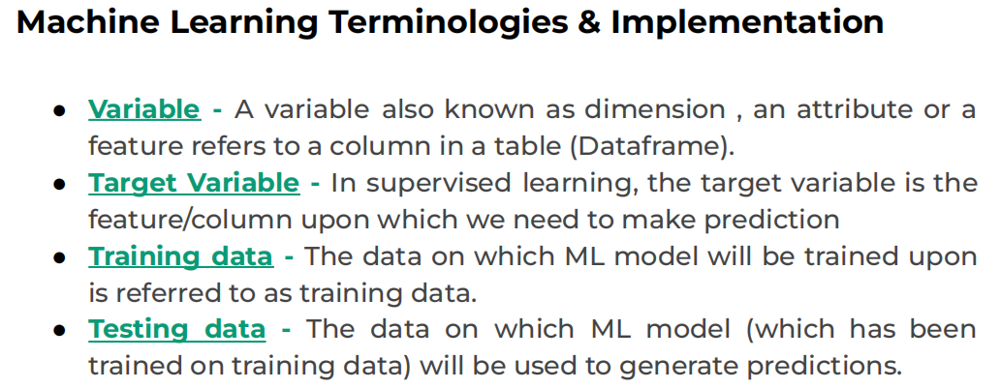 Machine Learning Terminologies & Implementation
● Variable - A variable also known as dimension , an attribute or a
feature refers to a column in a table (Dataframe).
● Target Variable - In supervised learning, the target variable is the
feature/column upon which we need to make prediction
● Training data - The data on which ML model will be trained upon
is referred to as training data.
● Testing data - The data on which ML model (which has been
trained on training data) will be used to generate predictions.